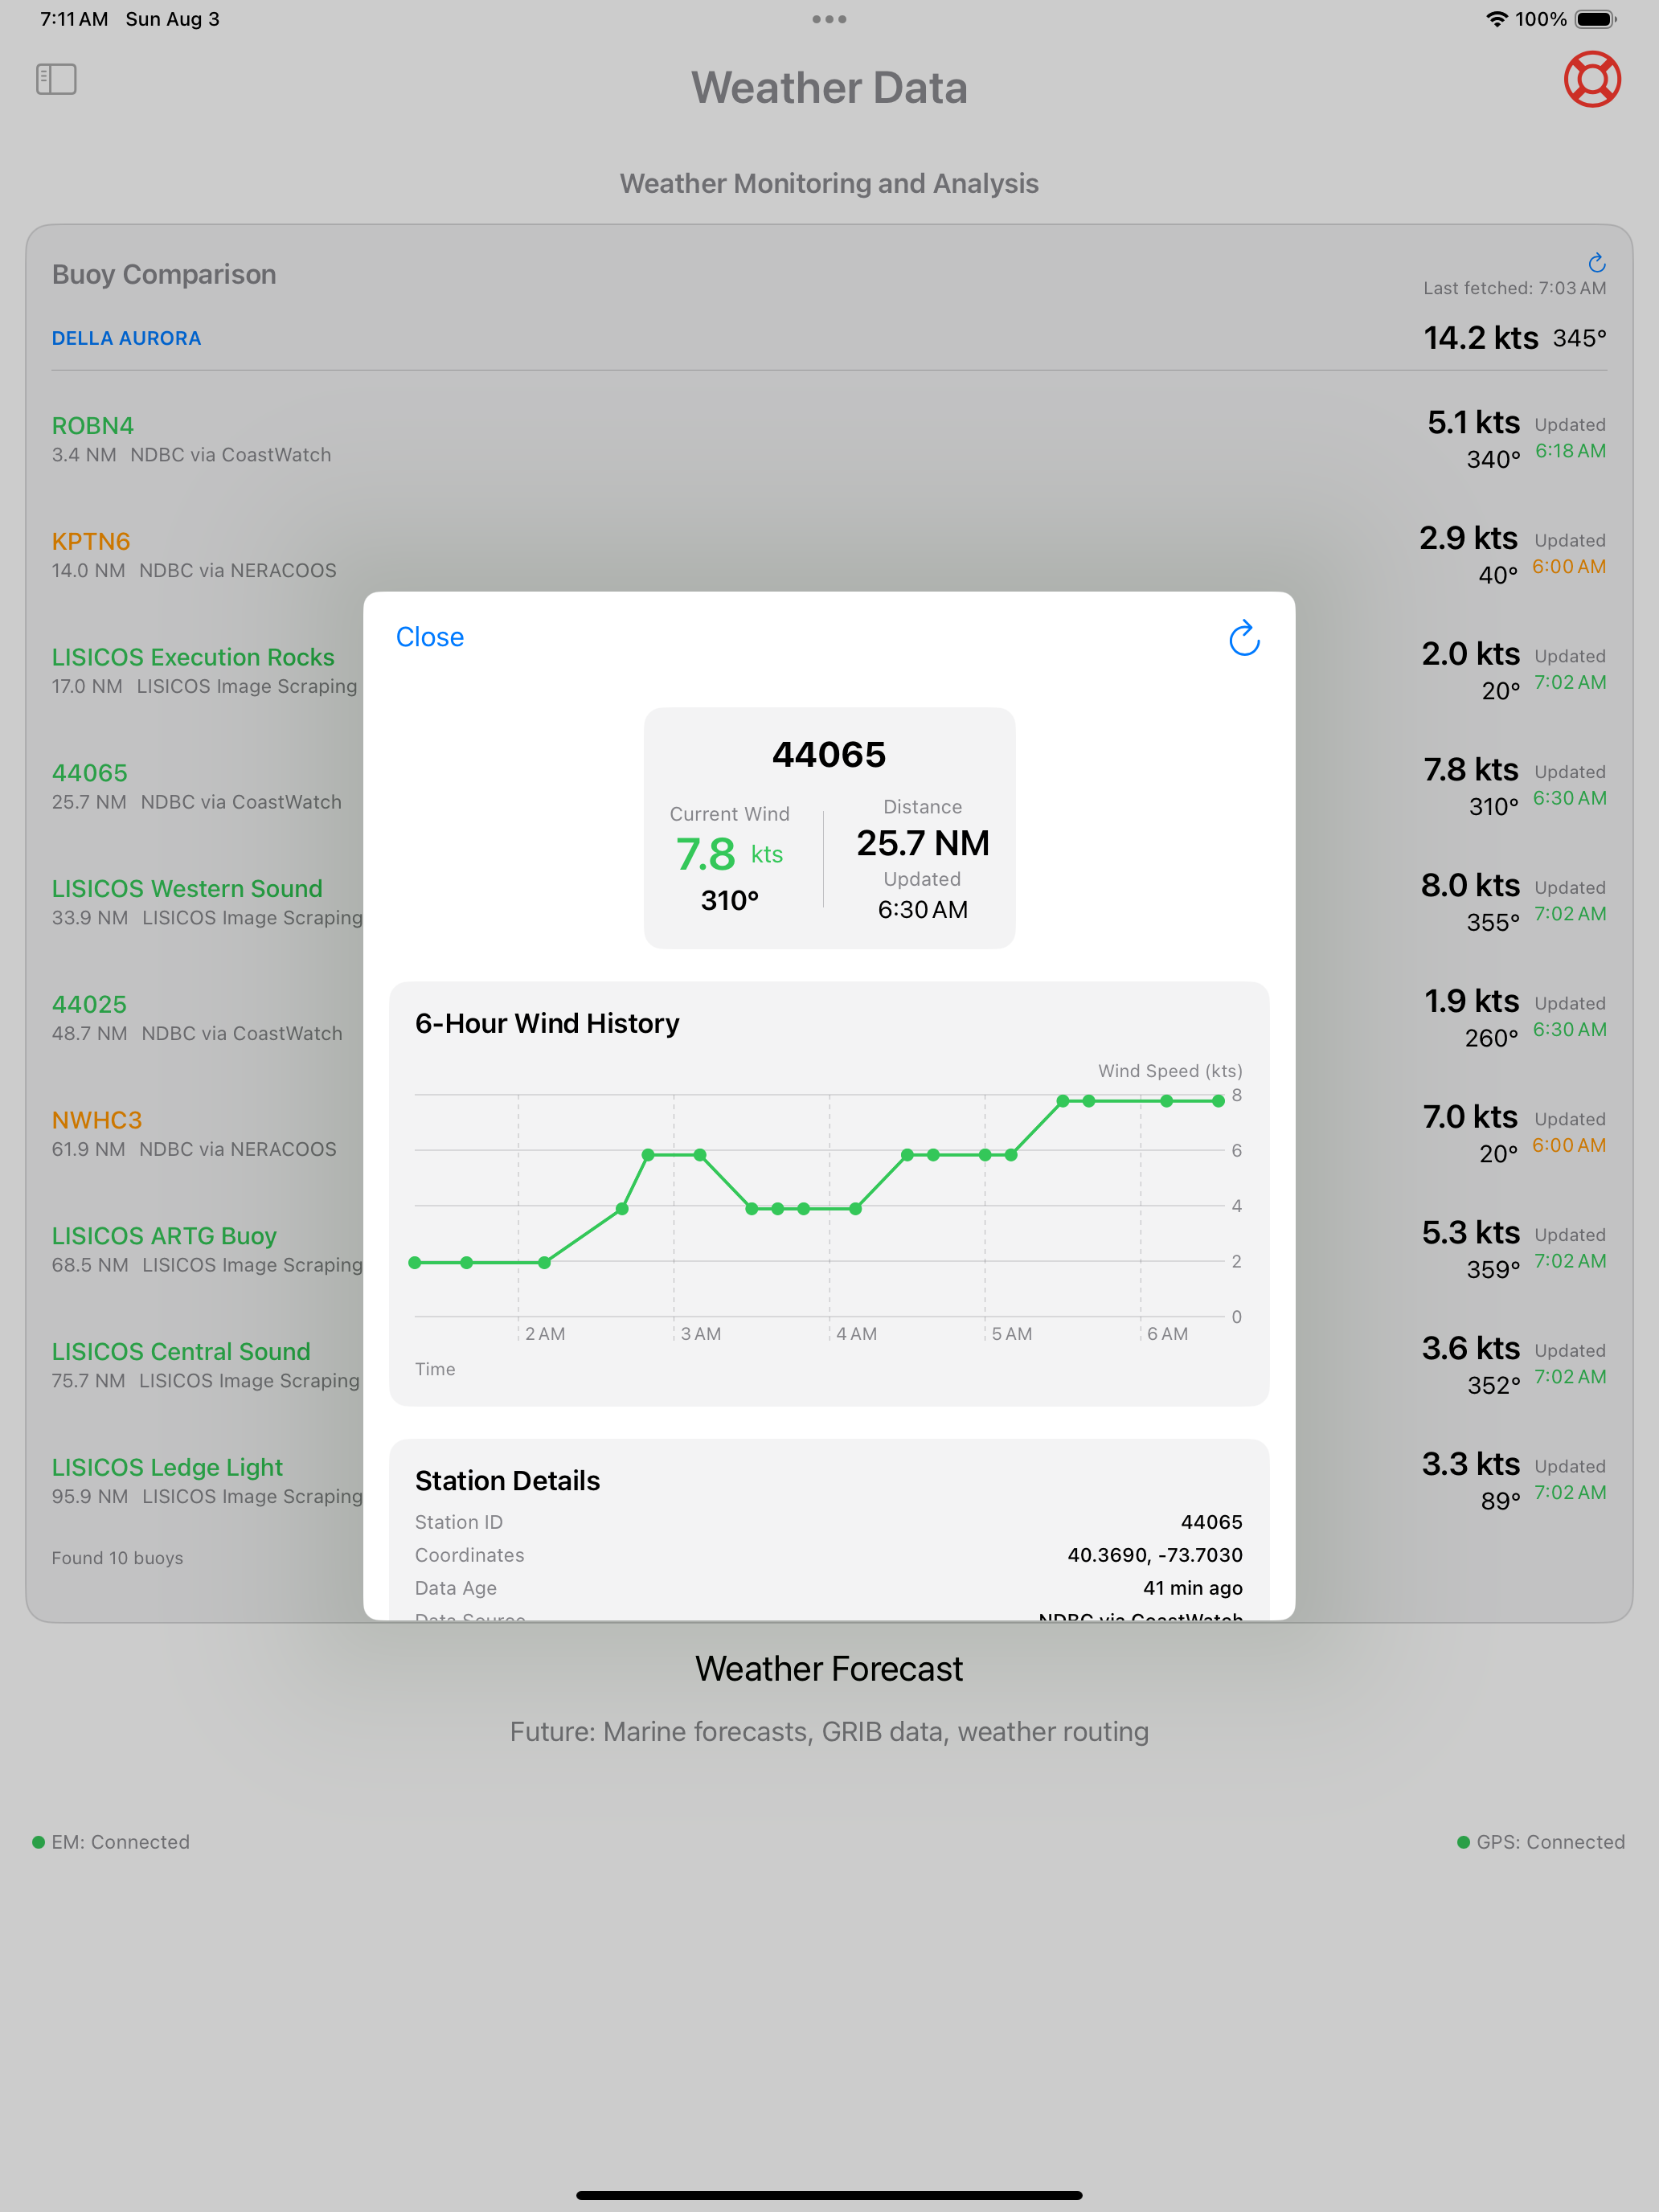 7:11 AM Sun Aug 3
100%
Weather Data
Weather Monitoring and Analysis
Buoy Comparison
Last fetched: 7:03 AM
DELLA AURORA
14.2 kts 345°
ROBN4
3.4 NM NDBC via CoastWatch
5.1 kts Updated
340° 6:18 AM
KPTN6
14.0 NM NDBC via NERACOOS
2.9 kts Updated
40° 6:00 AM
LISICOS Execution Rocks
17.0 NM LISICOS Image Scraping
2.0 kts Updated
20° 7:02 AM
44065
25.7 NM NDBC via CoastWatch
7.8 kts Updated
310° 6:30 AM
LISICOS Western Sound
33.9 NM LISICOS Image Scraping
8.0 kts Updated
355° 7:02 AM
44025
48.7 NM NDBC via CoastWatch
1.9 kts Updated
260° 6:30 AM
NWHC3
61.9 NM NDBC via NERACOOS
7.0 kts Updated
20° 6:00 AM
LISICOS ARTG Buoy
68.5 NM LISICOS Image Scraping
5.3 kts Updated
359° 7:02 AM
LISICOS Central Sound
75.7 NM LISICOS Image Scraping
3.6 kts Updated
352° 7:02 AM
LISICOS Ledge Light
95.9 NM LISICOS Image Scraping
3.3 kts Updated
89° 7:02 AM
Found 10 buoys
Close
44065
Current Wind
7.8 kts
310°
Distance
25.7 NM
Updated
6:30 AM
6-Hour Wind History
Wind Speed (kts)
8
6
4
2
0
2 AM 3 AM 4 AM 5 AM 6 AM
Time
Station Details
Station ID 44065
Coordinates 40.3690, -73.7030
Data Age 41 min ago
Data Source NDBC via CoastWatch
Weather Forecast
Future: Marine forecasts, GRIB data, weather routing
EM: Connected
GPS: Connected